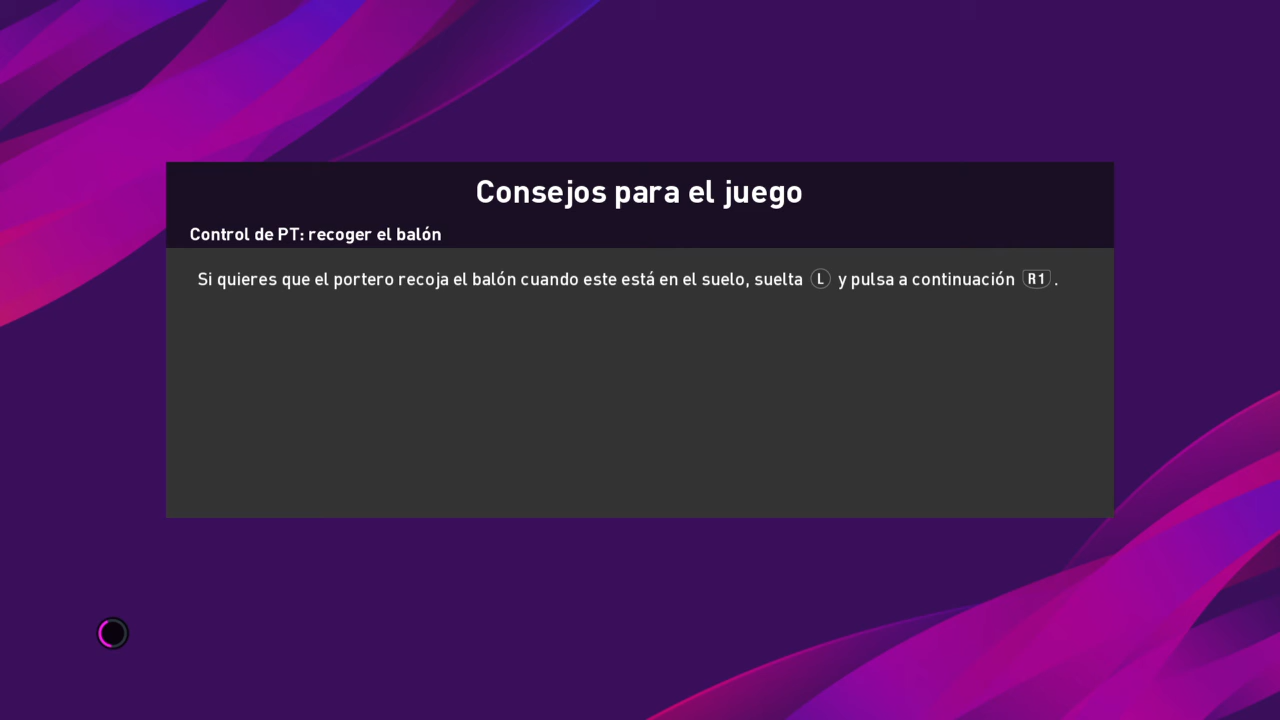 Consejos para el juego
Control de PT: recoger el balón
Si quieres que el portero recoja el balón cuando este está en el suelo, suelta L y pulsa a continuación R1.